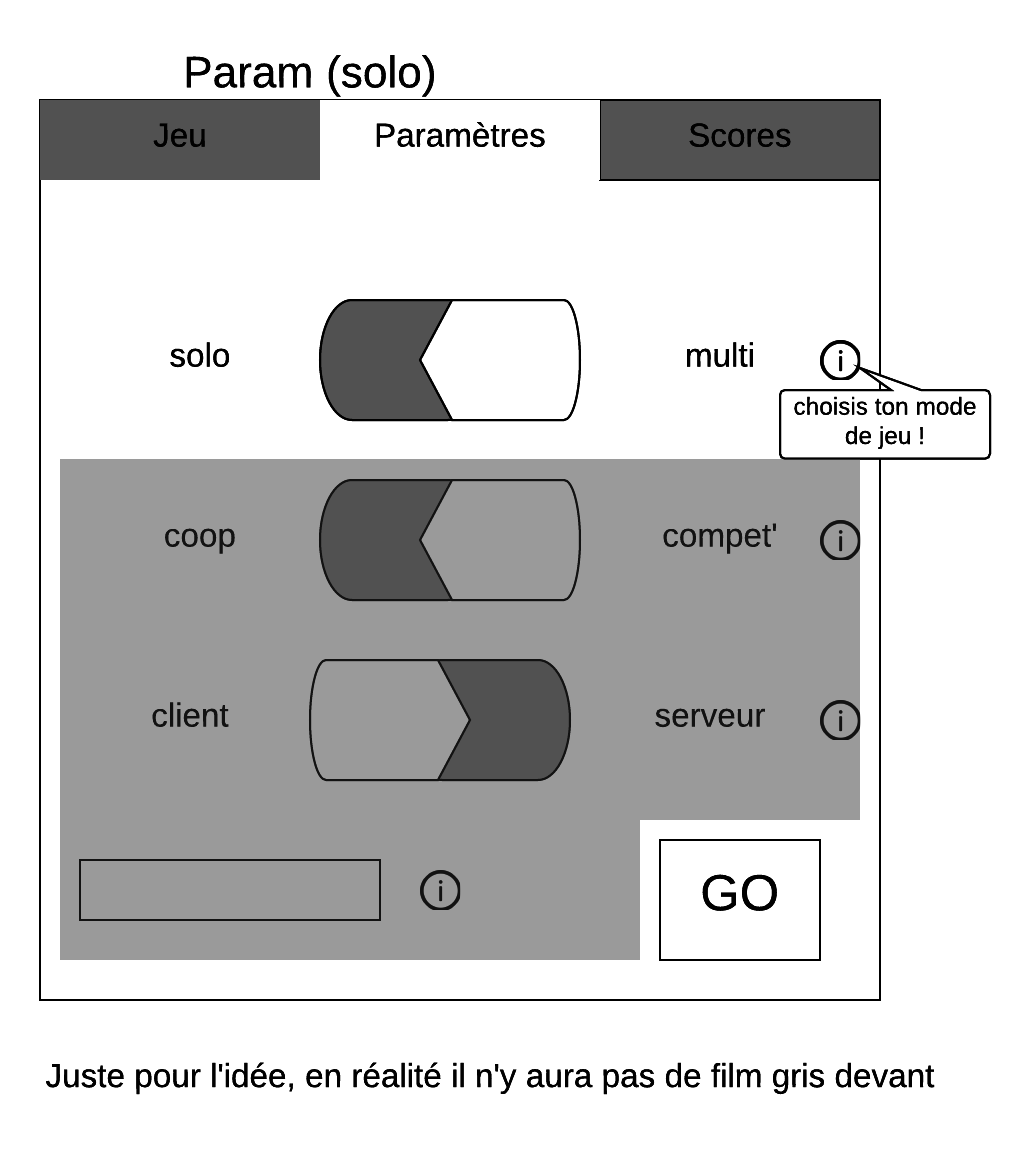 Param (solo)
Jeu
Paramètres
Scores
solo
multi
i
choisis ton mode
de jeu !
coop
compet'
i
client
serveur
i
i
GO
Juste pour l'idée, en réalité il n'y aura pas de film gris devant